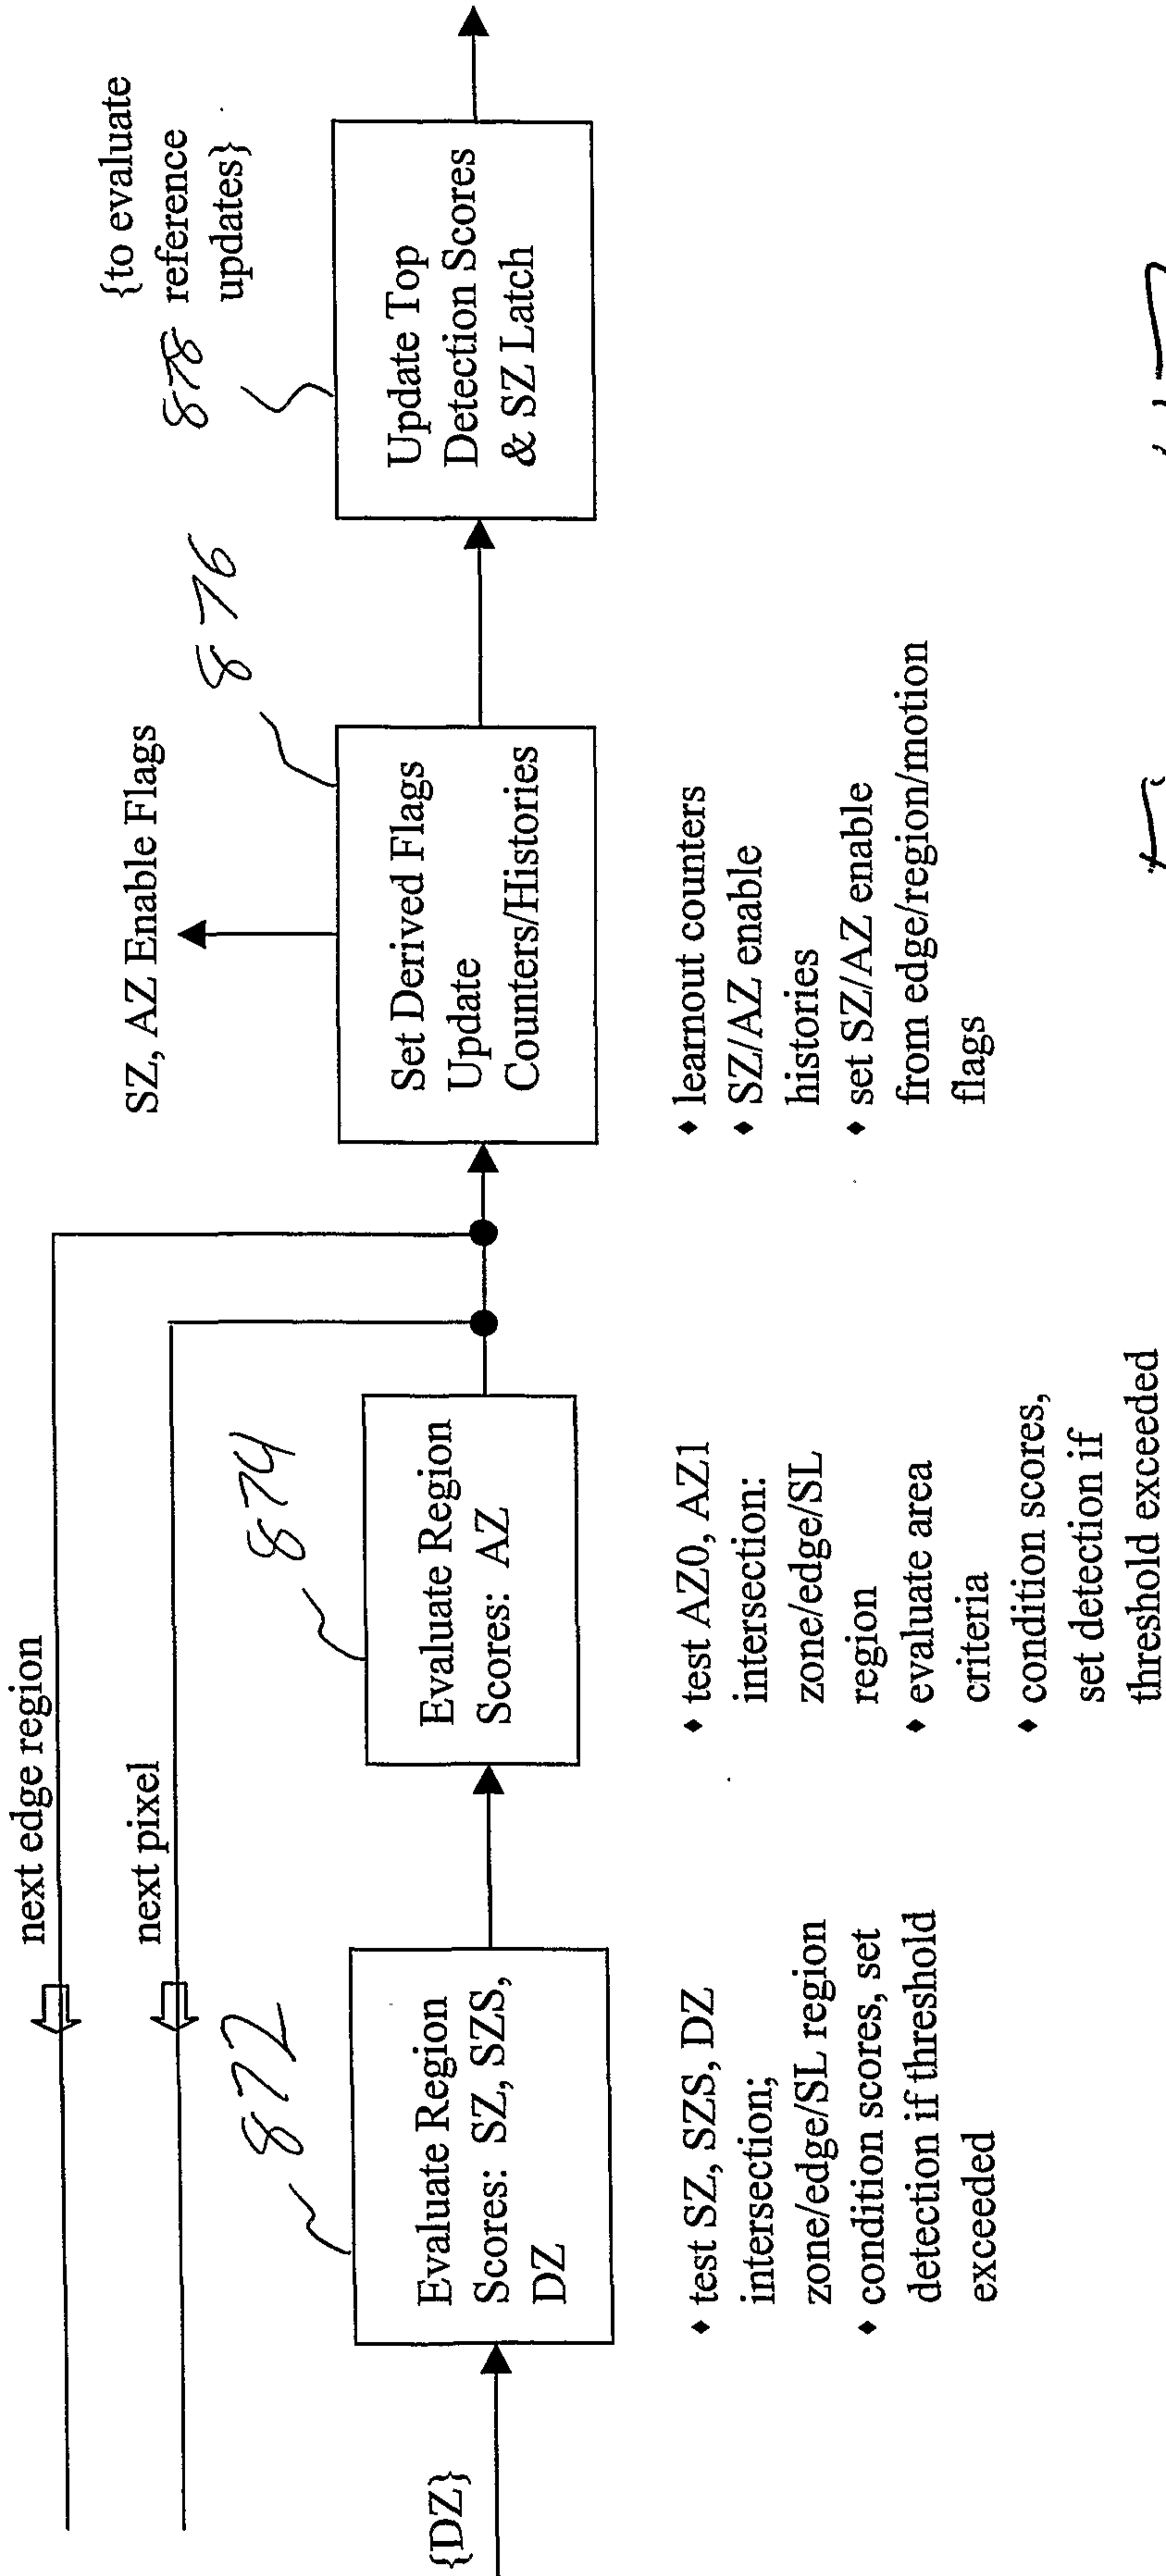 next edge region
next pixel
{DZ}
872
Evaluate Region
Scores: SZ, SZS,
DZ
♦ test SZ, SZS, DZ
intersection;
zone/edge/SL region
♦ condition scores, set
detection if threshold
exceeded
874
Evaluate Region
Scores: AZ
♦ test AZ0, AZ1
intersection:
zone/edge/SL
region
♦ evaluate area
criteria
♦ condition scores,
set detection if
threshold exceeded
SZ, AZ Enable Flags
876
Set Derived Flags
Update
Counters/Histories
♦ learnout counters
♦ SZ/AZ enable
histories
♦ set SZ/AZ enable
from edge/region/motion
flags
{to evaluate
878 reference
updates}
Update Top
Detection Scores
& SZ Latch